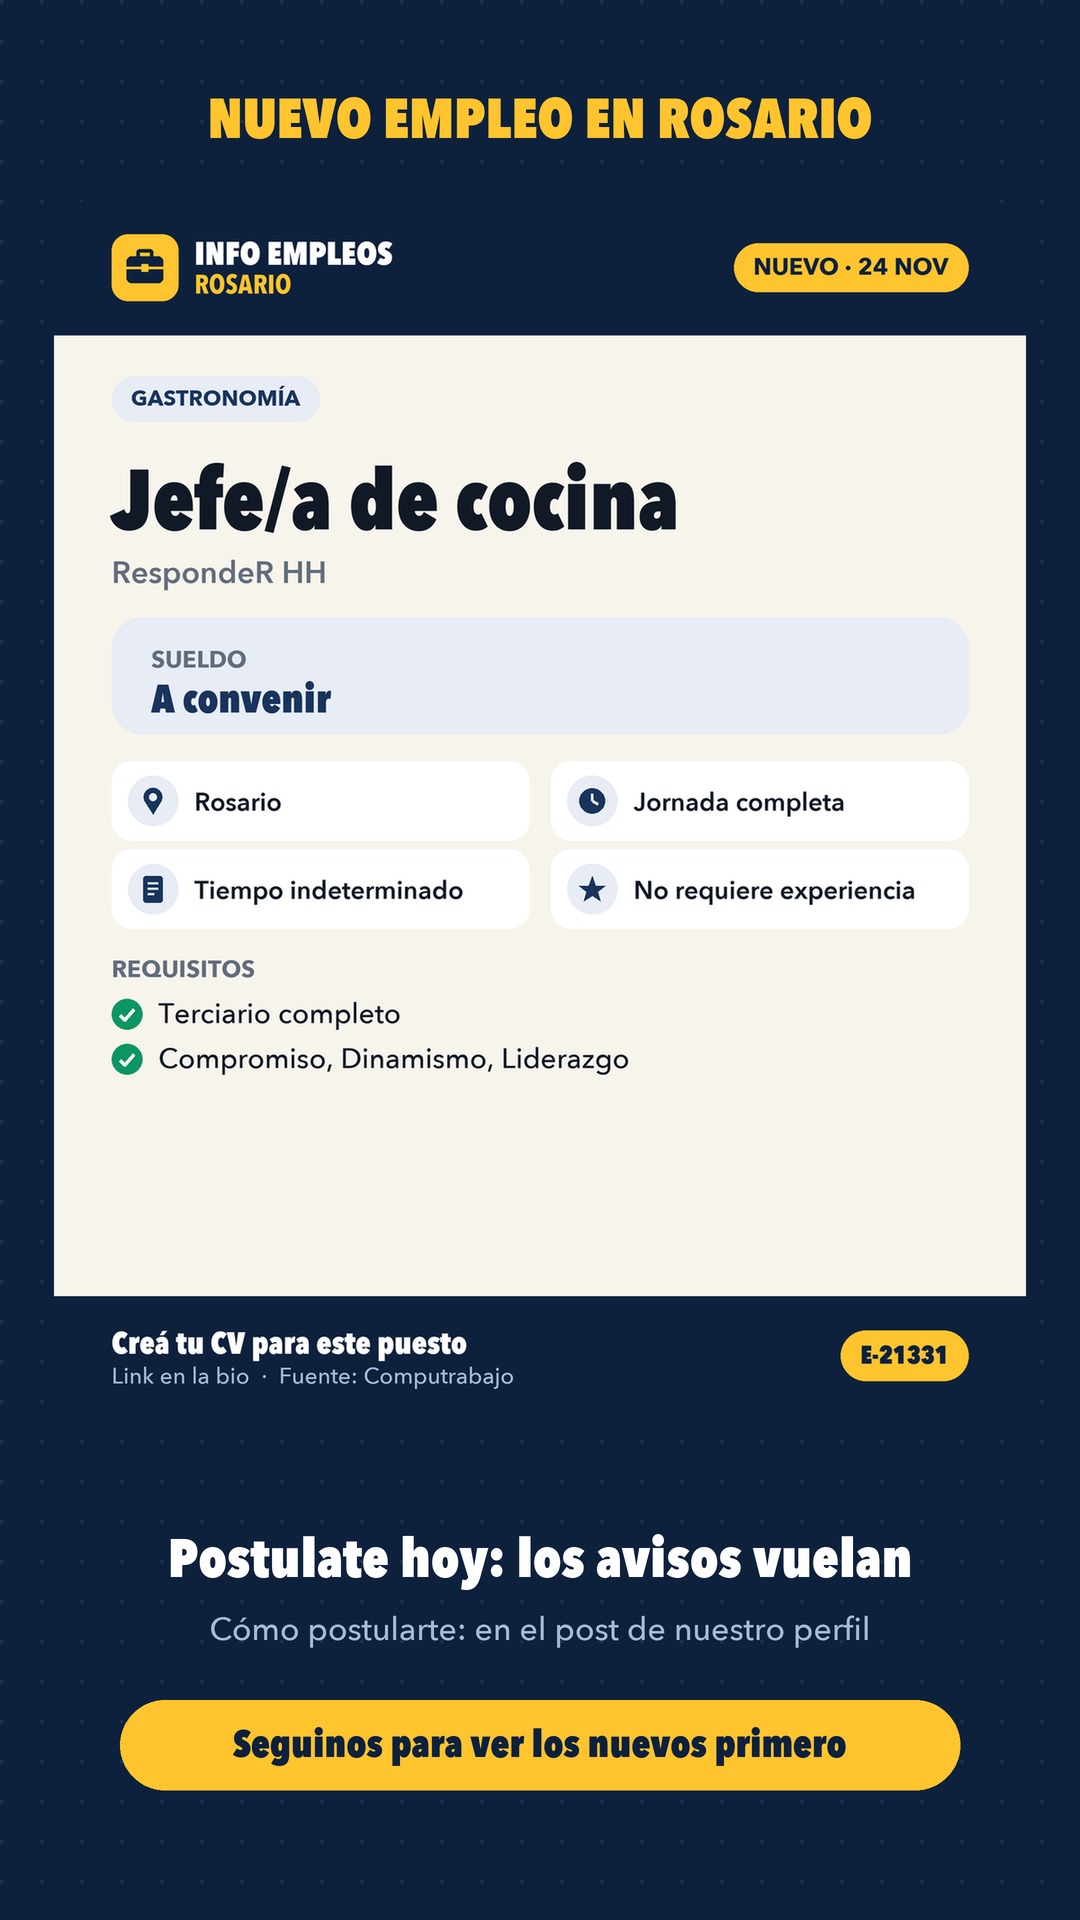 NUEVO EMPLEO EN ROSARIO
INFO EMPLEOS
ROSARIO
NUEVO · 24 NOV
GASTRONOMÍA
Jefe/a de cocina
RespondeR HH
SUELDO
A convenir
Rosario
Jornada completa
Tiempo indeterminado
No requiere experiencia
REQUISITOS
Terciario completo
Compromiso, Dinamismo, Liderazgo
Creá tu CV para este puesto
Link en la bio · Fuente: Computrabajo
E-21331
Postulate hoy: los avisos vuelan
Cómo postularte: en el post de nuestro perfil
Seguinos para ver los nuevos primero